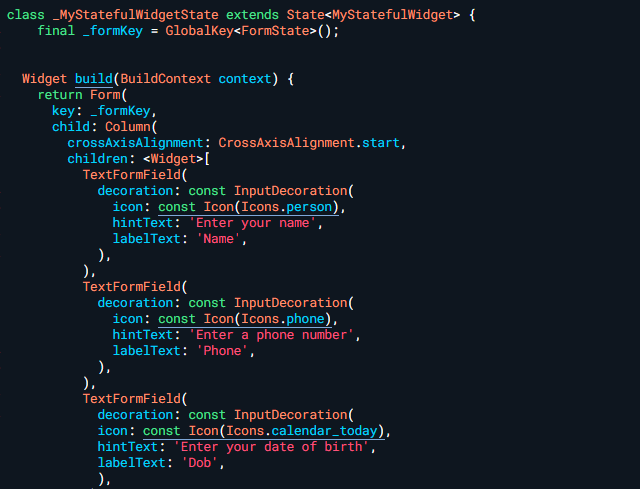 class _MyStatefulWidgetState extends State<MyStatefulWidget> {
    final _formKey = GlobalKey<FormState>();
  Widget build(BuildContext context) {
    return Form(
      key: _formKey,
      child: Column(
        crossAxisAlignment: CrossAxisAlignment.start,
        children: <Widget>[
          TextFormField(
            decoration: const InputDecoration(
              icon: const Icon(Icons.person),
              hintText: 'Enter your name',
              labelText: 'Name',
            ),
          ),
          TextFormField(
            decoration: const InputDecoration(
              icon: const Icon(Icons.phone),
              hintText: 'Enter a phone number',
              labelText: 'Phone',
            ),
          ),
          TextFormField(
            decoration: const InputDecoration(
            icon: const Icon(Icons.calendar_today),
            hintText: 'Enter your date of birth',
            labelText: 'Dob',
            ),